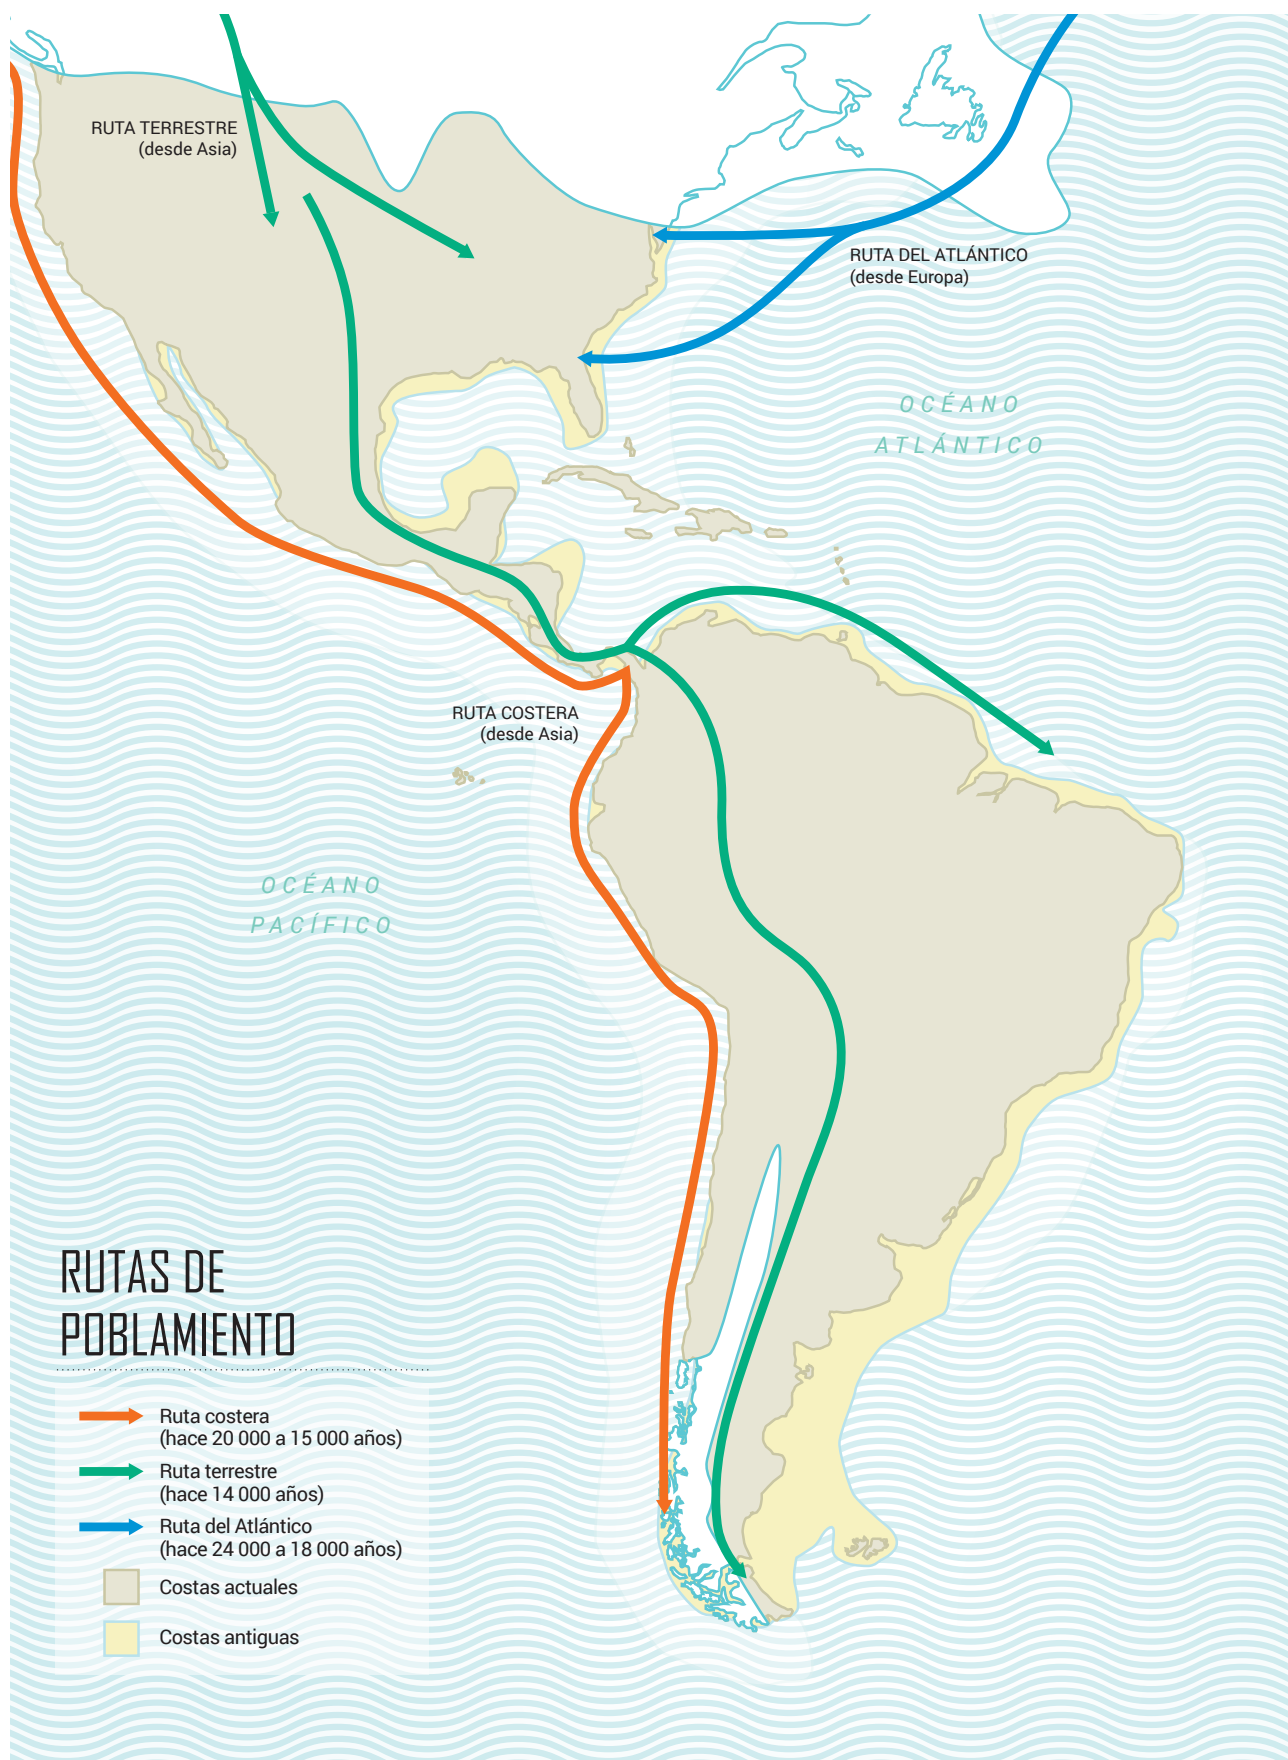 RUTA TERRESTRE
(desde Asia)
RUTA DEL ATLÁNTICO
(desde Europa)
OCÉANO
ATLÁNTICO
RUTA COSTERA
(desde Asia)
OCÉANO
PACÍFICO
RUTAS DE
POBLAMIENTO
Ruta costera
(hace 20 000 a 15 000 años)
Ruta terrestre
(hace 14 000 años)
Ruta del Atlántico
(hace 24 000 a 18 000 años)
Costas actuales
Costas antiguas